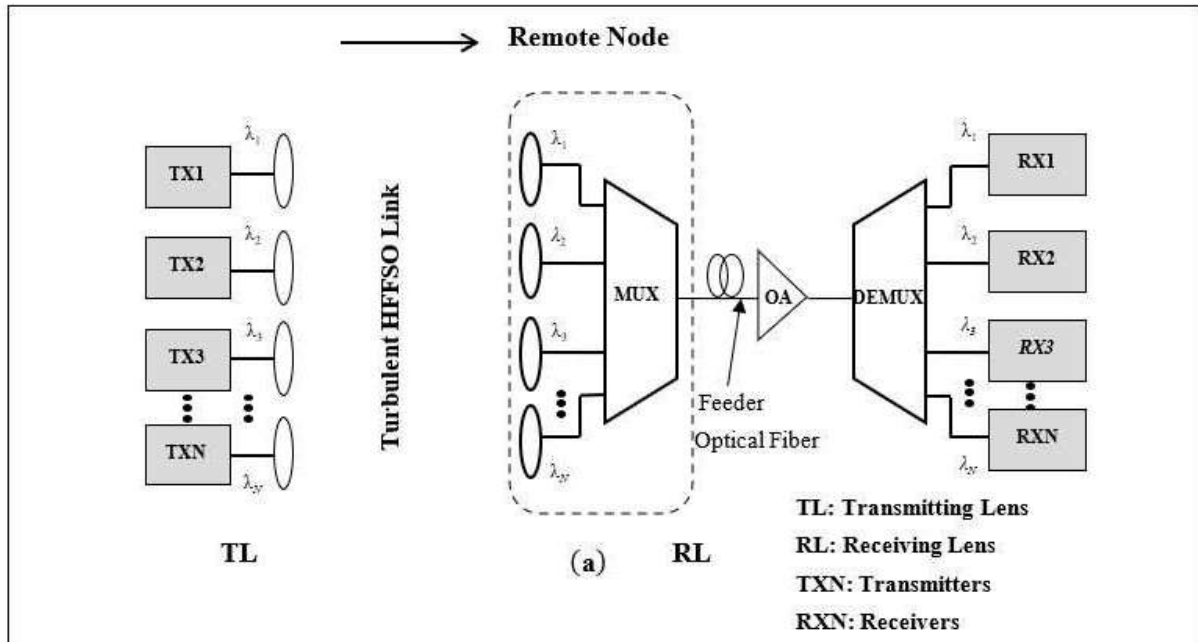 Remote Node
λ1
TX1
λ2
TX2
λ3
TX3
TXN
λN
TL
Turbulent HFFSO Link
λ1
λ2
λ3
λN
MUX
RL
(a)
Feeder
Optical Fiber
OA
DEMUX
λ1
RX1
λ2
RX2
λ3
RX3
RXN
λN
TL: Transmitting Lens
RL: Receiving Lens
TXN: Transmitters
RXN: Receivers